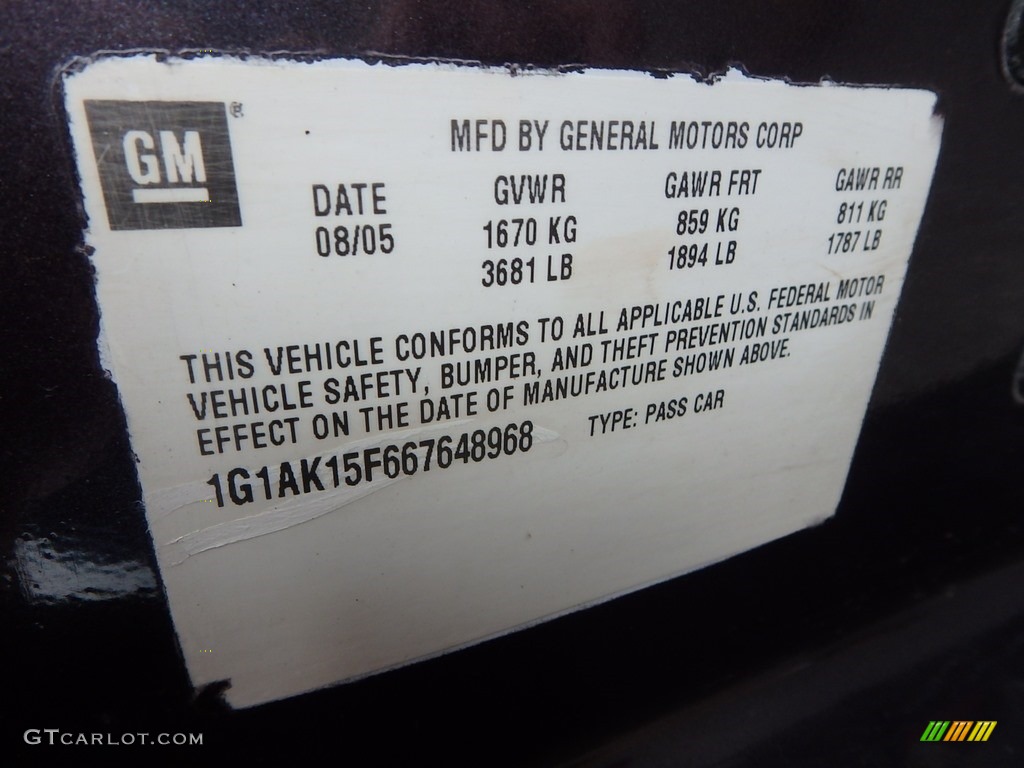 GM®
MFD BY GENERAL MOTORS CORP
DATE GVWR GAWR FRT GAWR RR
08/05 1670 KG 859 KG 811 KG
3681 LB 1894 LB 1787 LB
THIS VEHICLE CONFORMS TO ALL APPLICABLE U.S. FEDERAL MOTOR
VEHICLE SAFETY, BUMPER, AND THEFT PREVENTION STANDARDS IN
EFFECT ON THE DATE OF MANUFACTURE SHOWN ABOVE.
1G1AK15F667648968 TYPE: PASS CAR
GTCARLOT.COM